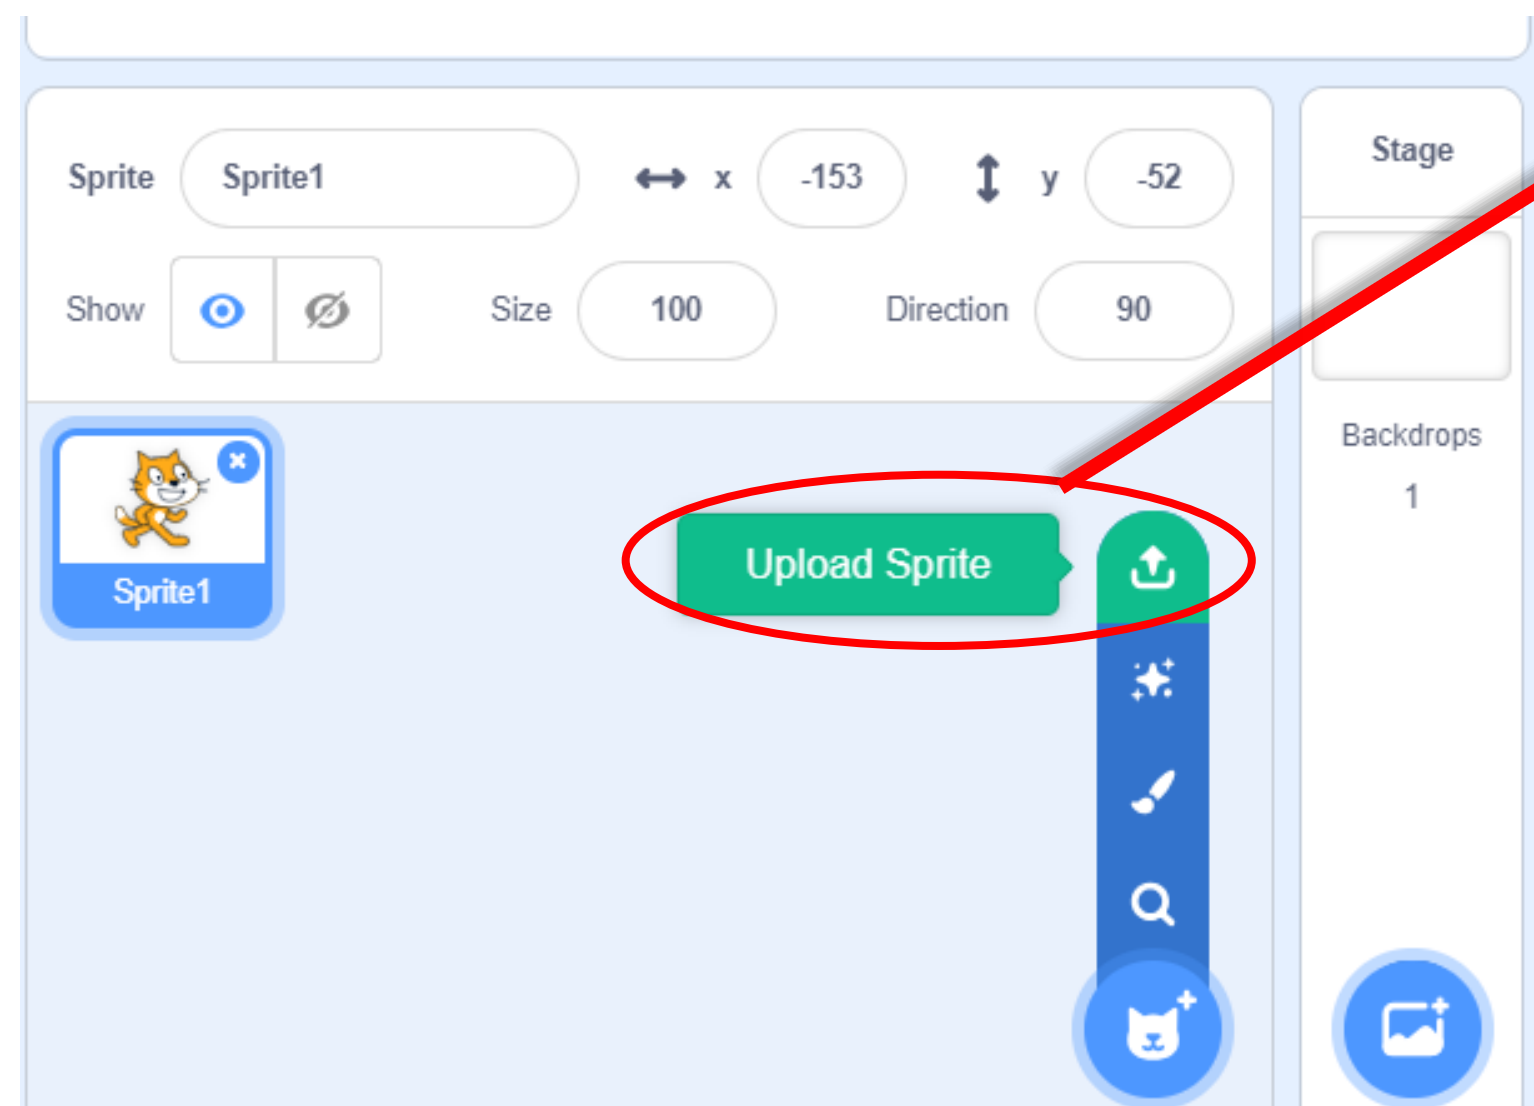 Sprite Sprite1 x -153 y -52
Show Size 100 Direction 90
Sprite1
Upload Sprite
Stage
Backdrops
1